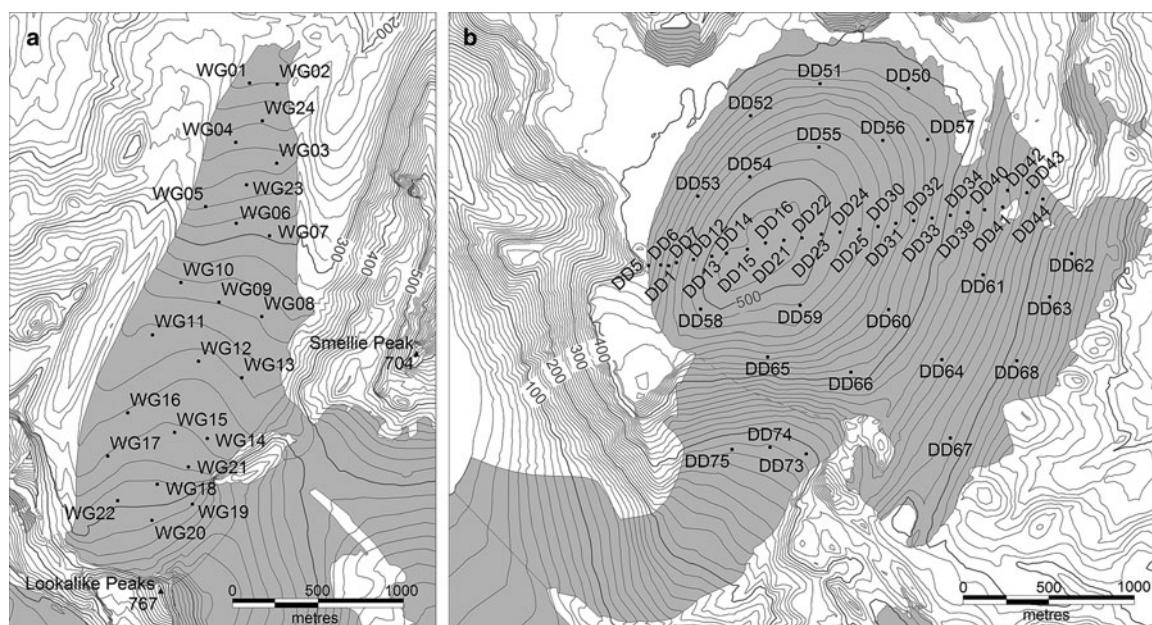 a
200
WG01
WG02
WG24
WG04
WG03
WG23
WG05
WG06
WG07
300
400
500
WG10
WG09
WG08
WG11
WG12
WG13
Smellie Peak
704
WG16
WG15
WG17
WG14
WG21
WG18
WG22
WG19
WG20
Lookalike Peaks
767
0 500 1000
metres
b
DD51
DD50
DD52
DD55
DD56
DD57
DD54
DD53
DD5
DD6
DD7
DD11
DD12
DD13
DD14
DD15
DD16
DD21
DD22
DD23
DD24
DD25
DD30
DD31
DD32
DD33
DD34
DD39
DD40
DD41
DD42
DD43
DD44
DD62
DD61
DD63
500
DD58
DD59
DD60
400
300
200
100
DD65
DD66
DD64
DD68
DD74
DD75
DD73
DD67
0 500 1000
metres